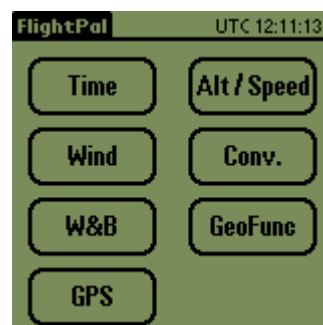 FlightPal UTC 12:11:13
Time Alt / Speed
Wind Conv.
W&B GeoFunc
GPS